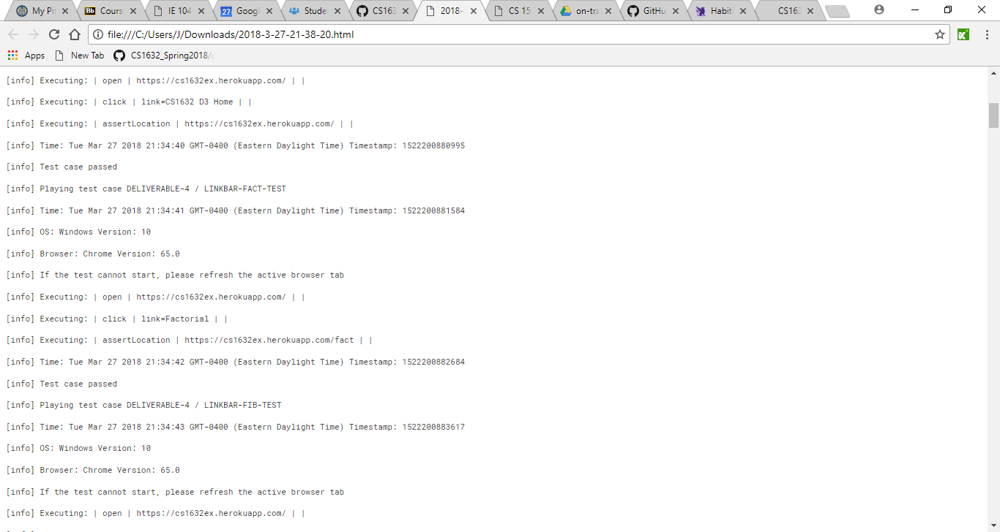 My Pi
Cours
IE 104
27 Googl
Stude
CS163
2018-
CS 15
on-tra
GitHu
Habiti
CS163
file:///C:/Users/J/Downloads/2018-3-27-21-38-20.html
Apps New Tab CS1632_Spring2018/
[info] Executing: | open | https://cs1632ex.herokuapp.com/ | |
[info] Executing: | click | link=CS1632 D3 Home | |
[info] Executing: | assertLocation | https://cs1632ex.herokuapp.com/ | |
[info] Time: Tue Mar 27 2018 21:34:40 GMT-0400 (Eastern Daylight Time) Timestamp: 1522200880995
[info] Test case passed
[info] Playing test case DELIVERABLE-4 / LINKBAR-FACT-TEST
[info] Time: Tue Mar 27 2018 21:34:41 GMT-0400 (Eastern Daylight Time) Timestamp: 1522200881584
[info] OS: Windows Version: 10
[info] Browser: Chrome Version: 65.0
[info] If the test cannot start, please refresh the active browser tab
[info] Executing: | open | https://cs1632ex.herokuapp.com/ | |
[info] Executing: | click | link=Factorial | |
[info] Executing: | assertLocation | https://cs1632ex.herokuapp.com/fact | |
[info] Time: Tue Mar 27 2018 21:34:42 GMT-0400 (Eastern Daylight Time) Timestamp: 1522200882684
[info] Test case passed
[info] Playing test case DELIVERABLE-4 / LINKBAR-FIB-TEST
[info] Time: Tue Mar 27 2018 21:34:43 GMT-0400 (Eastern Daylight Time) Timestamp: 1522200883617
[info] OS: Windows Version: 10
[info] Browser: Chrome Version: 65.0
[info] If the test cannot start, please refresh the active browser tab
[info] Executing: | open | https://cs1632ex.herokuapp.com/ | |